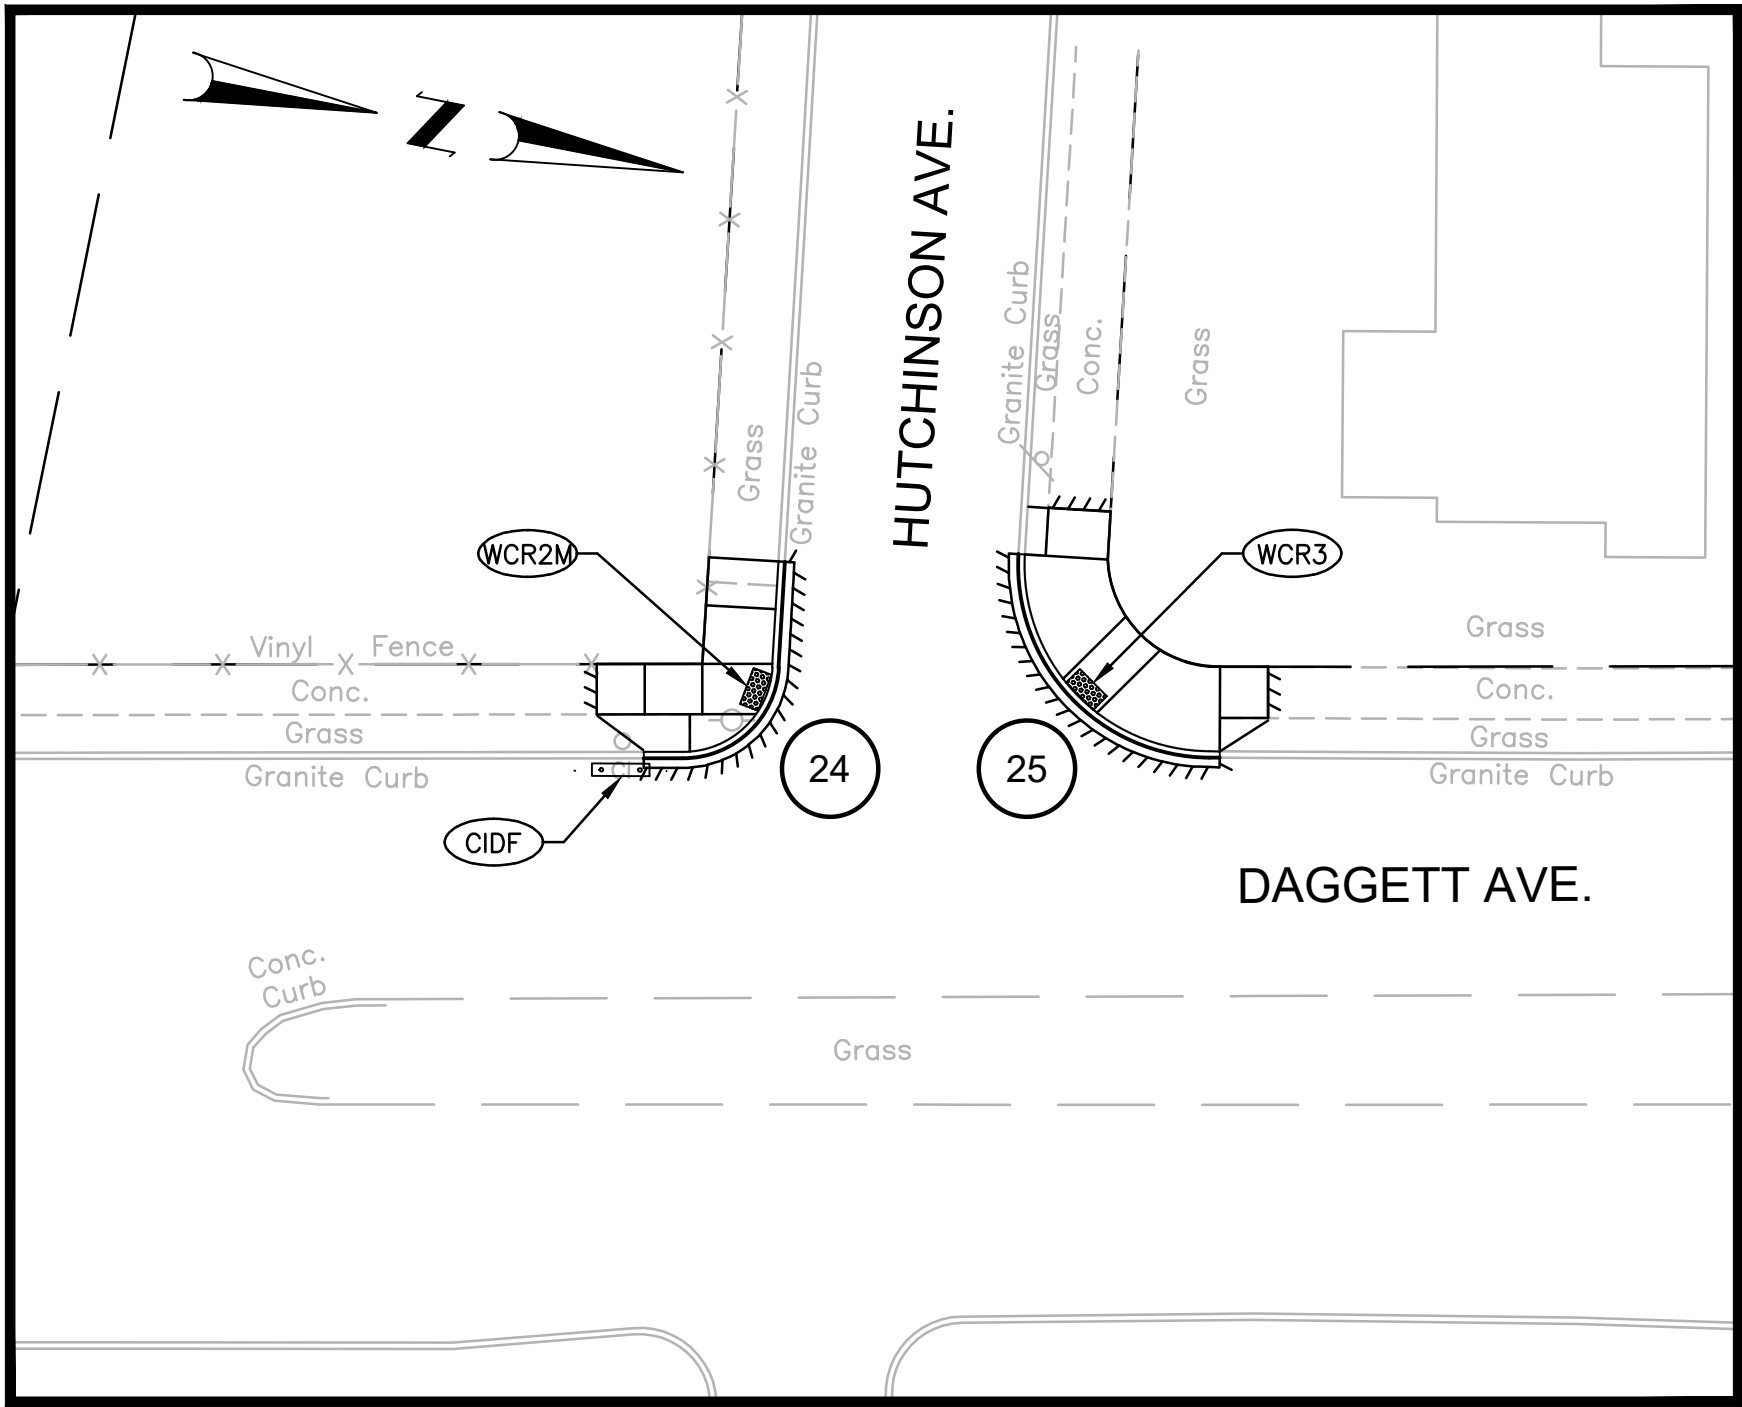 N
HUTCHINSON AVE.
Granite Curb
Grass
Conc.
Grass
Grass
Granite Curb
WCR2M
WCR3
Vinyl Fence
Conc.
Grass
Granite Curb
CI
CIDF
24
25
Grass
Conc.
Grass
Granite Curb
DAGGETT AVE.
Conc.
Curb
Grass